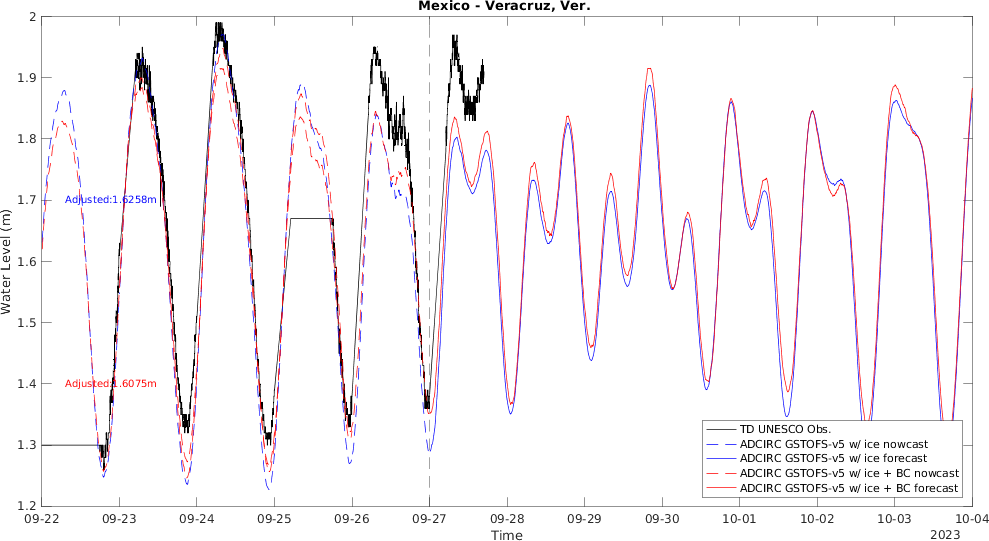 Mexico - Veracruz, Ver.
2
1.9
1.8
1.7
1.6
1.5
1.4
1.3
1.2
Water Level (m)
Adjusted:1.6258m
Adjusted:1.6075m
TD UNESCO Obs.
ADCIRC GSTOFS-v5 w/ ice nowcast
ADCIRC GSTOFS-v5 w/ ice forecast
ADCIRC GSTOFS-v5 w/ ice + BC nowcast
ADCIRC GSTOFS-v5 w/ ice + BC forecast
09-22 09-23 09-24 09-25 09-26 09-27 09-28 09-29 09-30 10-01 10-02 10-03 10-04
Time
2023